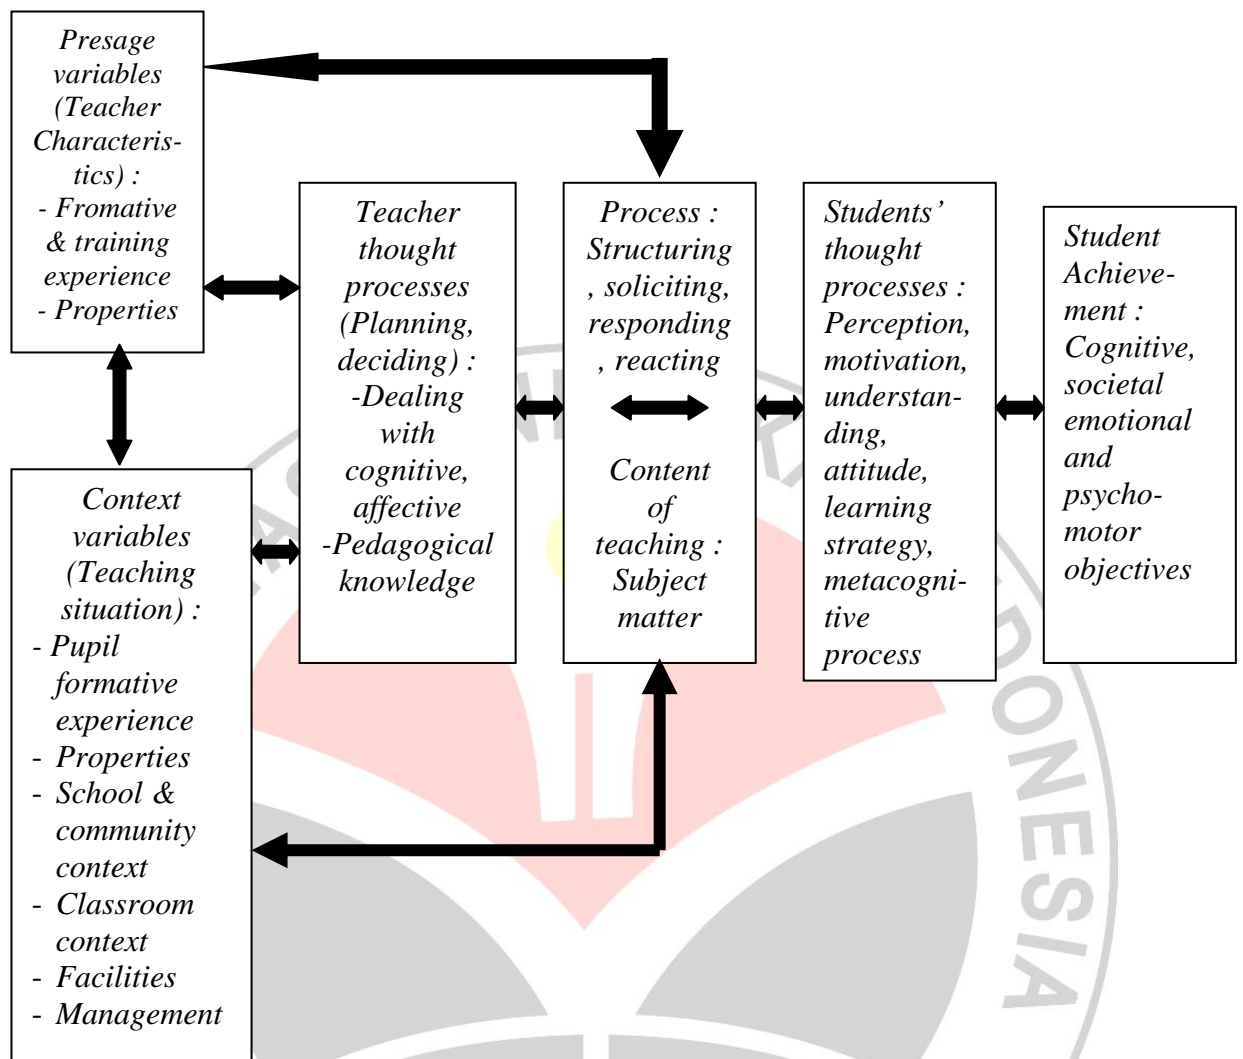 Presage
variables
(Teacher
Characteris-
tics) :
- Fromative
& training
experience
- Properties
Context
variables
(Teaching
situation) :
- Pupil
formative
experience
- Properties
- School &
community
context
- Classroom
context
- Facilities
- Management
Teacher
thought
processes
(Planning,
deciding) :
-Dealing
with
cognitive,
affective
-Pedagogical
knowledge
Process :
Structuring
, soliciting,
responding
, reacting
Content
of
teaching :
Subject
matter
Students’
thought
processes :
Perception,
motivation,
understan-
ding,
attitude,
learning
strategy,
metacogni-
tive
process
Student
Achieve-
ment :
Cognitive,
societal
emotional
and
psycho-
motor
objectives